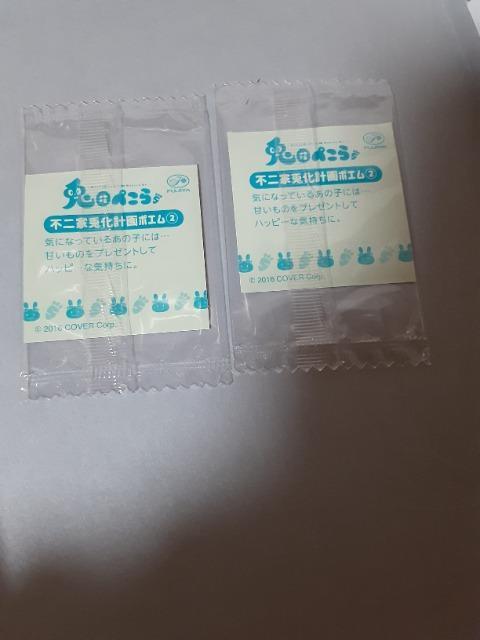 兎田ぺこら
FUJIYA
不二家兎化計画ポエム②
気になっているあの子には…
甘いものをプレゼントして
ハッピーな気持ちに。
© 2016 COVER Corp.
兎田ぺこら
FUJIYA
不二家兎化計画ポエム②
気になっているあの子には…
甘いものをプレゼントして
ハッピーな気持ちに。
© 2016 COVER Corp.